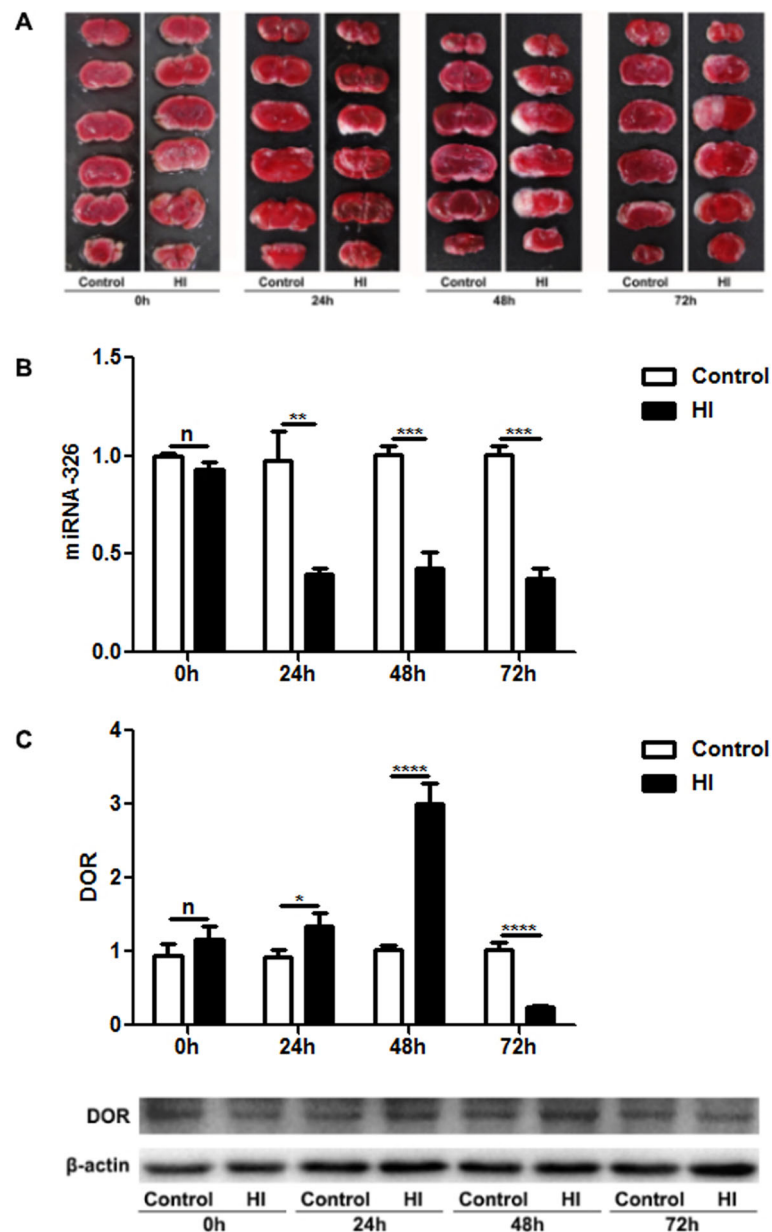 A
Control HI Control HI Control HI Control HI
0h 24h 48h 72h
B
1.5
1.0
0.5
0.0
miRNA-326
n ** *** ***
0h 24h 48h 72h
Control
HI
C
4
3
2
1
0
DOR
n * **** ****
0h 24h 48h 72h
Control
HI
DOR
β-actin
Control HI Control HI Control HI Control HI
0h 24h 48h 72h